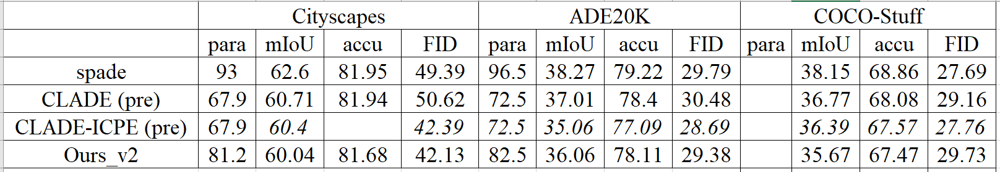 Cityscapes ADE20K COCO-Stuff
para mIoU accu FID para mIoU accu FID para mIoU accu FID
spade 93 62.6 81.95 49.39 96.5 38.27 79.22 29.79 38.15 68.86 27.69
CLADE (pre) 67.9 60.71 81.94 50.62 72.5 37.01 78.4 30.48 36.77 68.08 29.16
CLADE-ICPE (pre) 67.9 60.4 42.39 72.5 35.06 77.09 28.69 36.39 67.57 27.76
Ours_v2 81.2 60.04 81.68 42.13 82.5 36.06 78.11 29.38 35.67 67.47 29.73